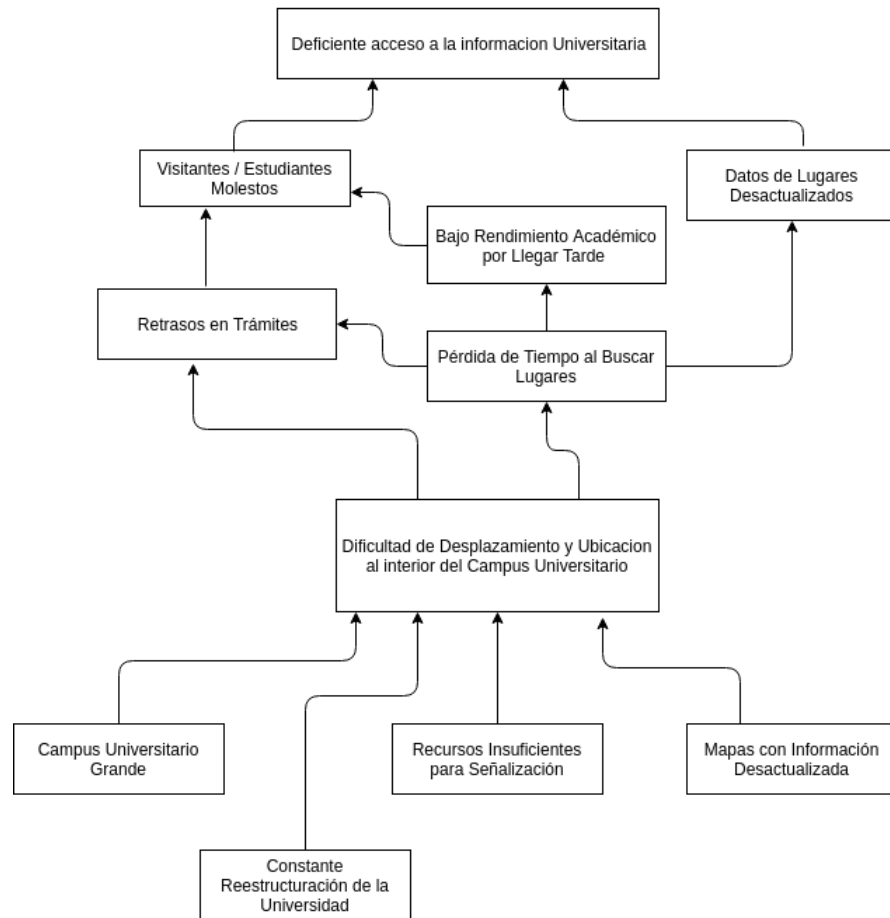 Deficiente acceso a la informacion Universitaria
Visitantes / Estudiantes
Molestos
Datos de Lugares
Desactualizados
Bajo Rendimiento Académico
por Llegar Tarde
Retrasos en Trámites
Pérdida de Tiempo al Buscar
Lugares
Dificultad de Desplazamiento y Ubicacion
al interior del Campus Universitario
Campus Universitario
Grande
Recursos Insuficientes
para Señalización
Mapas con Información
Desactualizada
Constante
Reestructuración de la
Universidad